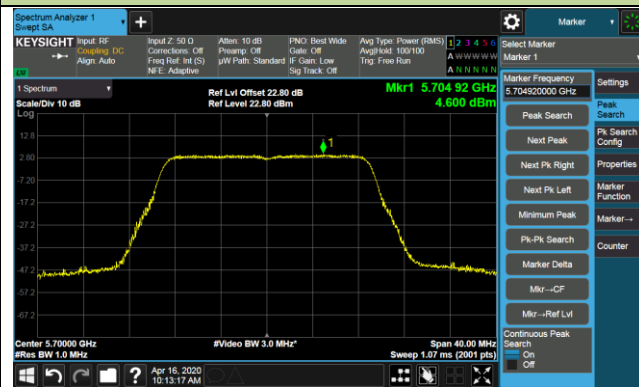 Spectrum Analyzer 1
Swept SA
+
Marker
KEYSIGHT
Input: RF
Coupling: DC
Align: Auto
Input Z: 50 Ω
Corrections: Off
Freq Ref: Int (S)
NFE: Adaptive
Atten: 10 dB
Preamp: Off
µW Path: Standard
PNO: Best Wide
Gate: Off
IF Gain: Low
Sig Track: Off
Avg Type: Power (RMS)
Avg|Hold: 100/100
Trig: Free Run
1 2 3 4 5 6
A W W W W W
A N N N N N
LXI
Select Marker
Marker 1
1 Spectrum
Scale/Div 10 dB
Log
Ref Lvl Offset 22.80 dB
Ref Level 22.80 dBm
Mkr1 5.704 92 GHz
4.600 dBm
Marker Frequency
5.704920000 GHz
Settings
Peak Search
Peak
Search
Next Peak
Pk Search
Config
Next Pk Right
Properties
Next Pk Left
Marker
Function
Minimum Peak
Marker→
Pk-Pk Search
Counter
Marker Delta
Mkr→CF
Mkr→Ref Lvl
Continuous Peak
Search
On
Off
12.8
2.80
-7.20
-17.2
-27.2
-37.2
-47.2
-57.2
-67.2
1
Center 5.70000 GHz
#Res BW 1.0 MHz
#Video BW 3.0 MHz*
Span 40.00 MHz
Sweep 1.07 ms (2001 pts)
?
Apr 16, 2020
10:13:17 AM